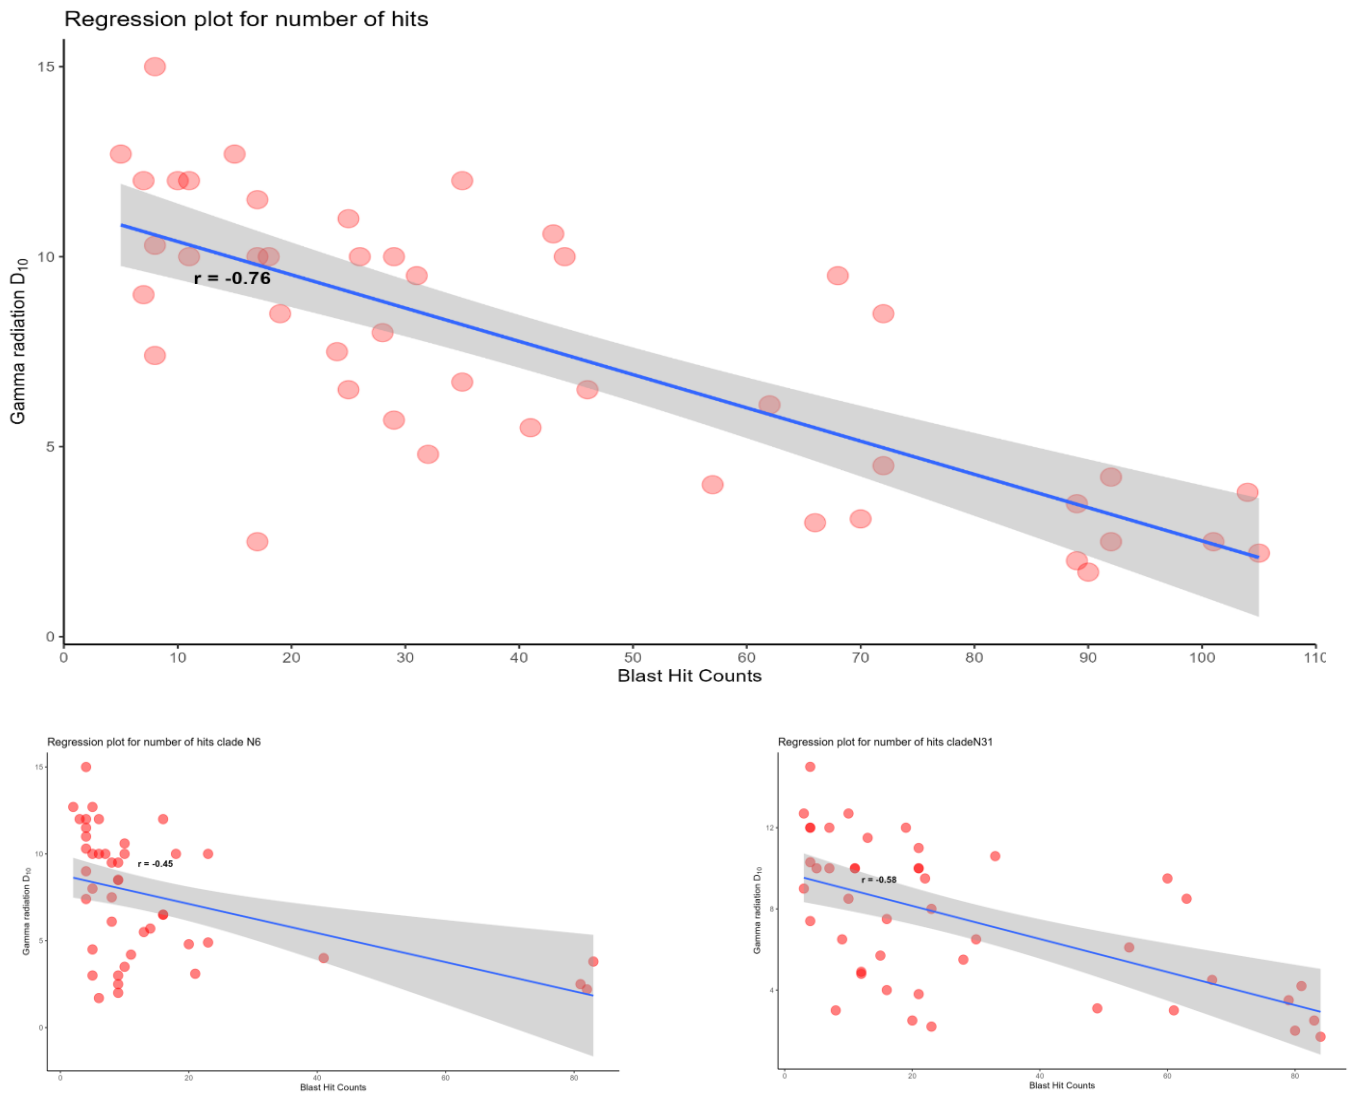 Regression plot for number of hits
15
10
5
0
Gamma radiation D10
r = -0.76
0 10 20 30 40 50 60 70 80 90 100 110
Blast Hit Counts
Regression plot for number of hits clade N6
15
10
5
0
Gamma radiation D10
r = -0.45
0 20 40 60 80
Blast Hit Counts
Regression plot for number of hits cladeN31
12
8
4
Gamma radiation D10
r = -0.58
0 20 40 60 80
Blast Hit Counts